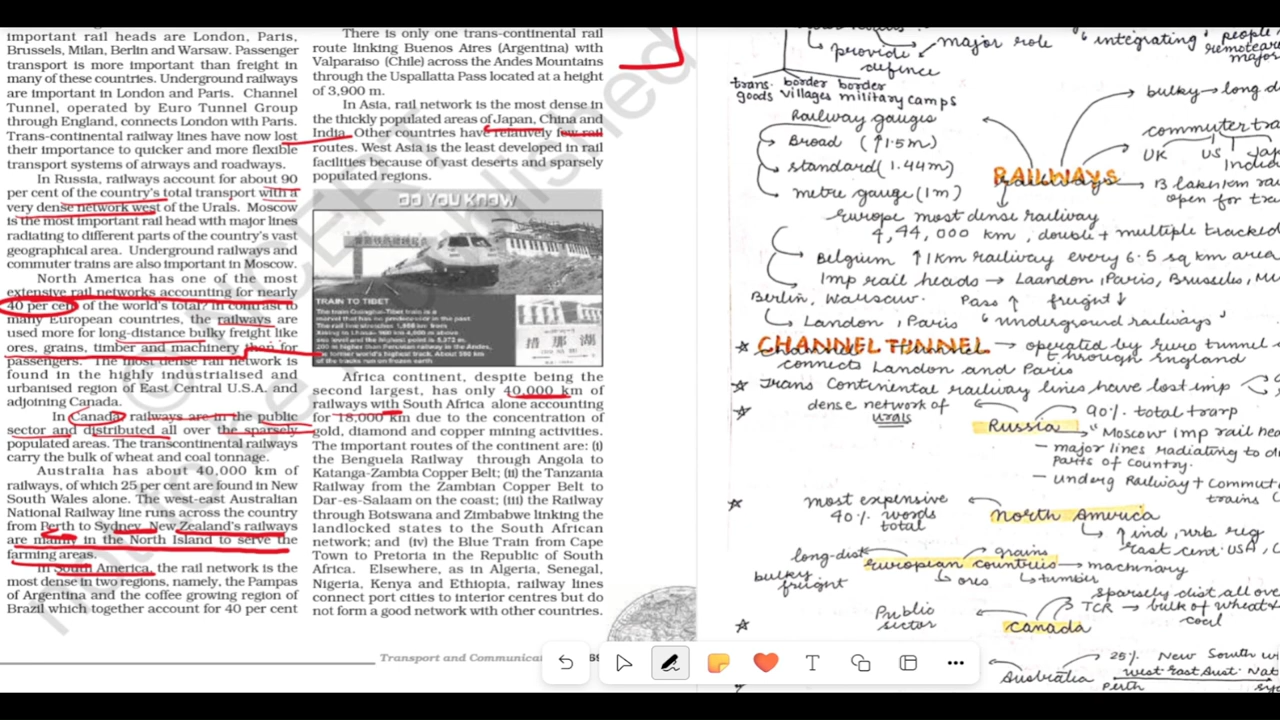 important rail heads are London, Paris,
Brussels, Milan, Berlin and Warsaw. Passenger
transport is more important than freight in
many of these countries. Underground railways
are important in London and Paris. Channel
Tunnel, operated by Euro Tunnel Group
through England, connects London with Paris.
Trans-continental railway lines have now lost
their importance to quicker and more flexible
transport systems of airways and roadways.
In Russia, railways account for about 90
per cent of the country's total transport with a
very dense network west of the Urals. Moscow
is the most important rail head with major lines
radiating to different parts of the country's vast
geographical area. Underground railways and
commuter trains are also important in Moscow.
North America has one of the most
extensive rail networks accounting for nearly
40 per cent of the world's total. In contrast to
many European countries, the railways are
used more for long-distance bulky freight like
ores, grains, timber and machinery than for
passengers. The most dense rail network is
found in the highly industrialised and
urbanised region of East Central U.S.A. and
adjoining Canada.
In Canada, railways are in the public
sector and distributed all over the sparsely
populated areas. The transcontinental railways
carry the bulk of wheat and coal tonnage.
Australia has about 40,000 km of
railways, of which 25 per cent are found in New
South Wales alone. The west-east Australian
National Railway line runs across the country
from Perth to Sydney. New Zealand's railways
are mainly in the North Island to serve the
farming areas.
In South America, the rail network is the
most dense in two regions, namely, the Pampas
of Argentina and the coffee growing region of
Brazil which together account for 40 per cent
There is only one trans-continental rail
route linking Buenos Aires (Argentina) with
Valparaiso (Chile) across the Andes Mountains
through the Uspallatta Pass located at a height
of 3,900 m.
In Asia, rail network is the most dense in
the thickly populated areas of Japan, China and
India. Other countries have relatively few rail
routes. West Asia is the least developed in rail
facilities because of vast deserts and sparsely
populated regions.
DO YOU KNOW
TRAIN TO TIBET
Africa continent, despite being the
second largest, has only 40,000 km of
railways with South Africa alone accounting
for 18,000 km due to the concentration of
gold, diamond and copper mining activities.
The important routes of the continent are: (i)
the Benguela Railway through Angola to
Katanga-Zambia Copper Belt; (ii) the Tanzania
Railway from the Zambian Copper Belt to
Dar-es-Salaam on the coast; (iii) the Railway
through Botswana and Zimbabwe linking the
landlocked states to the South African
network; and (iv) the Blue Train from Cape
Town to Pretoria in the Republic of South
Africa. Elsewhere, as in Algeria, Senegal,
Nigeria, Kenya and Ethiopia, railway lines
connect port cities to interior centres but do
not form a good network with other countries.
Transport and Communica
provide major role "integrating" people
defence
trans. border border
goods villages military camps
bulky → long d
Railway gauges
Broad (↑1.5m)
standard (1.44m)
metre gauge (1m)
commuter tra
UK US Jap
RAILWAYS
13 lakh km rai
open for tra
europe most dense railway
4,44,000 km, double + multiple tracked
Belgium ↑ 1km railway every 6.5 sq km area
Imp rail heads → Laandon, Paris, Brusels, Mi
Berlin, Warsaw. Pass ↑ freight ↓
Landon, Paris "underground railways"
CHANNEL TUNNEL → operated by euro tunnel
through England
connects Landon and Paris
Trans Continental railway lines have lost imp
dense network of
urals
Russia
90% total tranp
"Moscow Imp rail hea
– major lines radiating to di
parts of country.
– underg Railway + commut
trains
most expensive
40% words
total
North America
↑ ind, urb reg
east cent USA, C
long-dist
bulky
freight
european countries
grains
→ machinary
ores
timber
Public
sector
canada
sparsely dist all ove
TCR → bulk of wheat
coal
Australia
25% New South w
west-east Aust. Nat
Perth
T